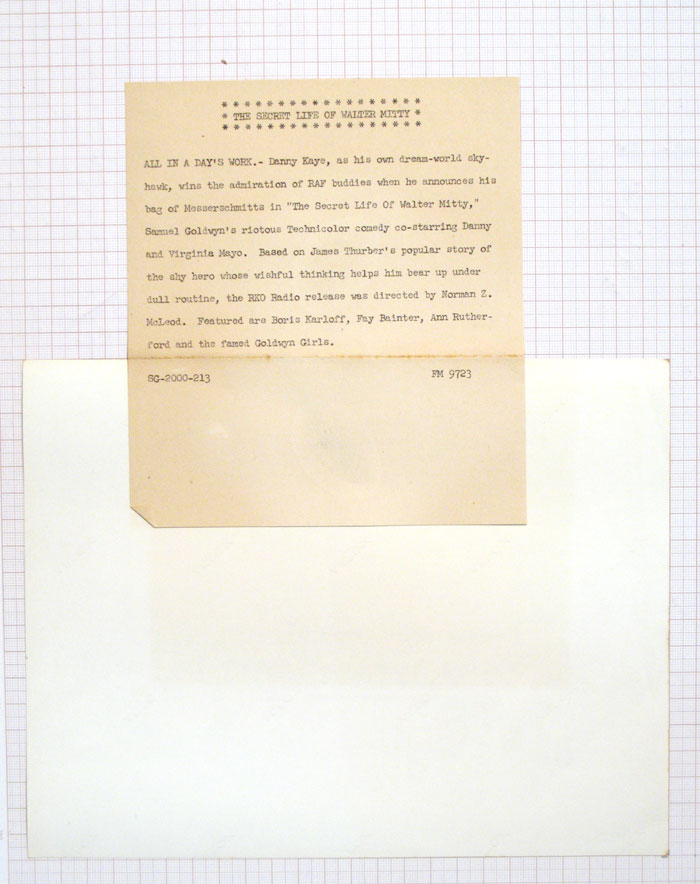 * * * * * * * * * * * * * * * * *
* THE SECRET LIFE OF WALTER MITTY *
* * * * * * * * * * * * * * * * *
ALL IN A DAY'S WORK.- Danny Kaye, as his own dream-world sky-
hawk, wins the admiration of RAF buddies when he announces his
bag of Messerschmitts in "The Secret Life Of Walter Mitty,"
Samuel Goldwyn's riotous Technicolor comedy co-starring Danny
and Virginia Mayo. Based on James Thurber's popular story of
the shy hero whose wishful thinking helps him bear up under
dull routine, the RKO Radio release was directed by Norman Z.
McLeod. Featured are Boris Karloff, Fay Bainter, Ann Ruther-
ford and the famed Goldwyn Girls.
SG-2000-213 FM 9723